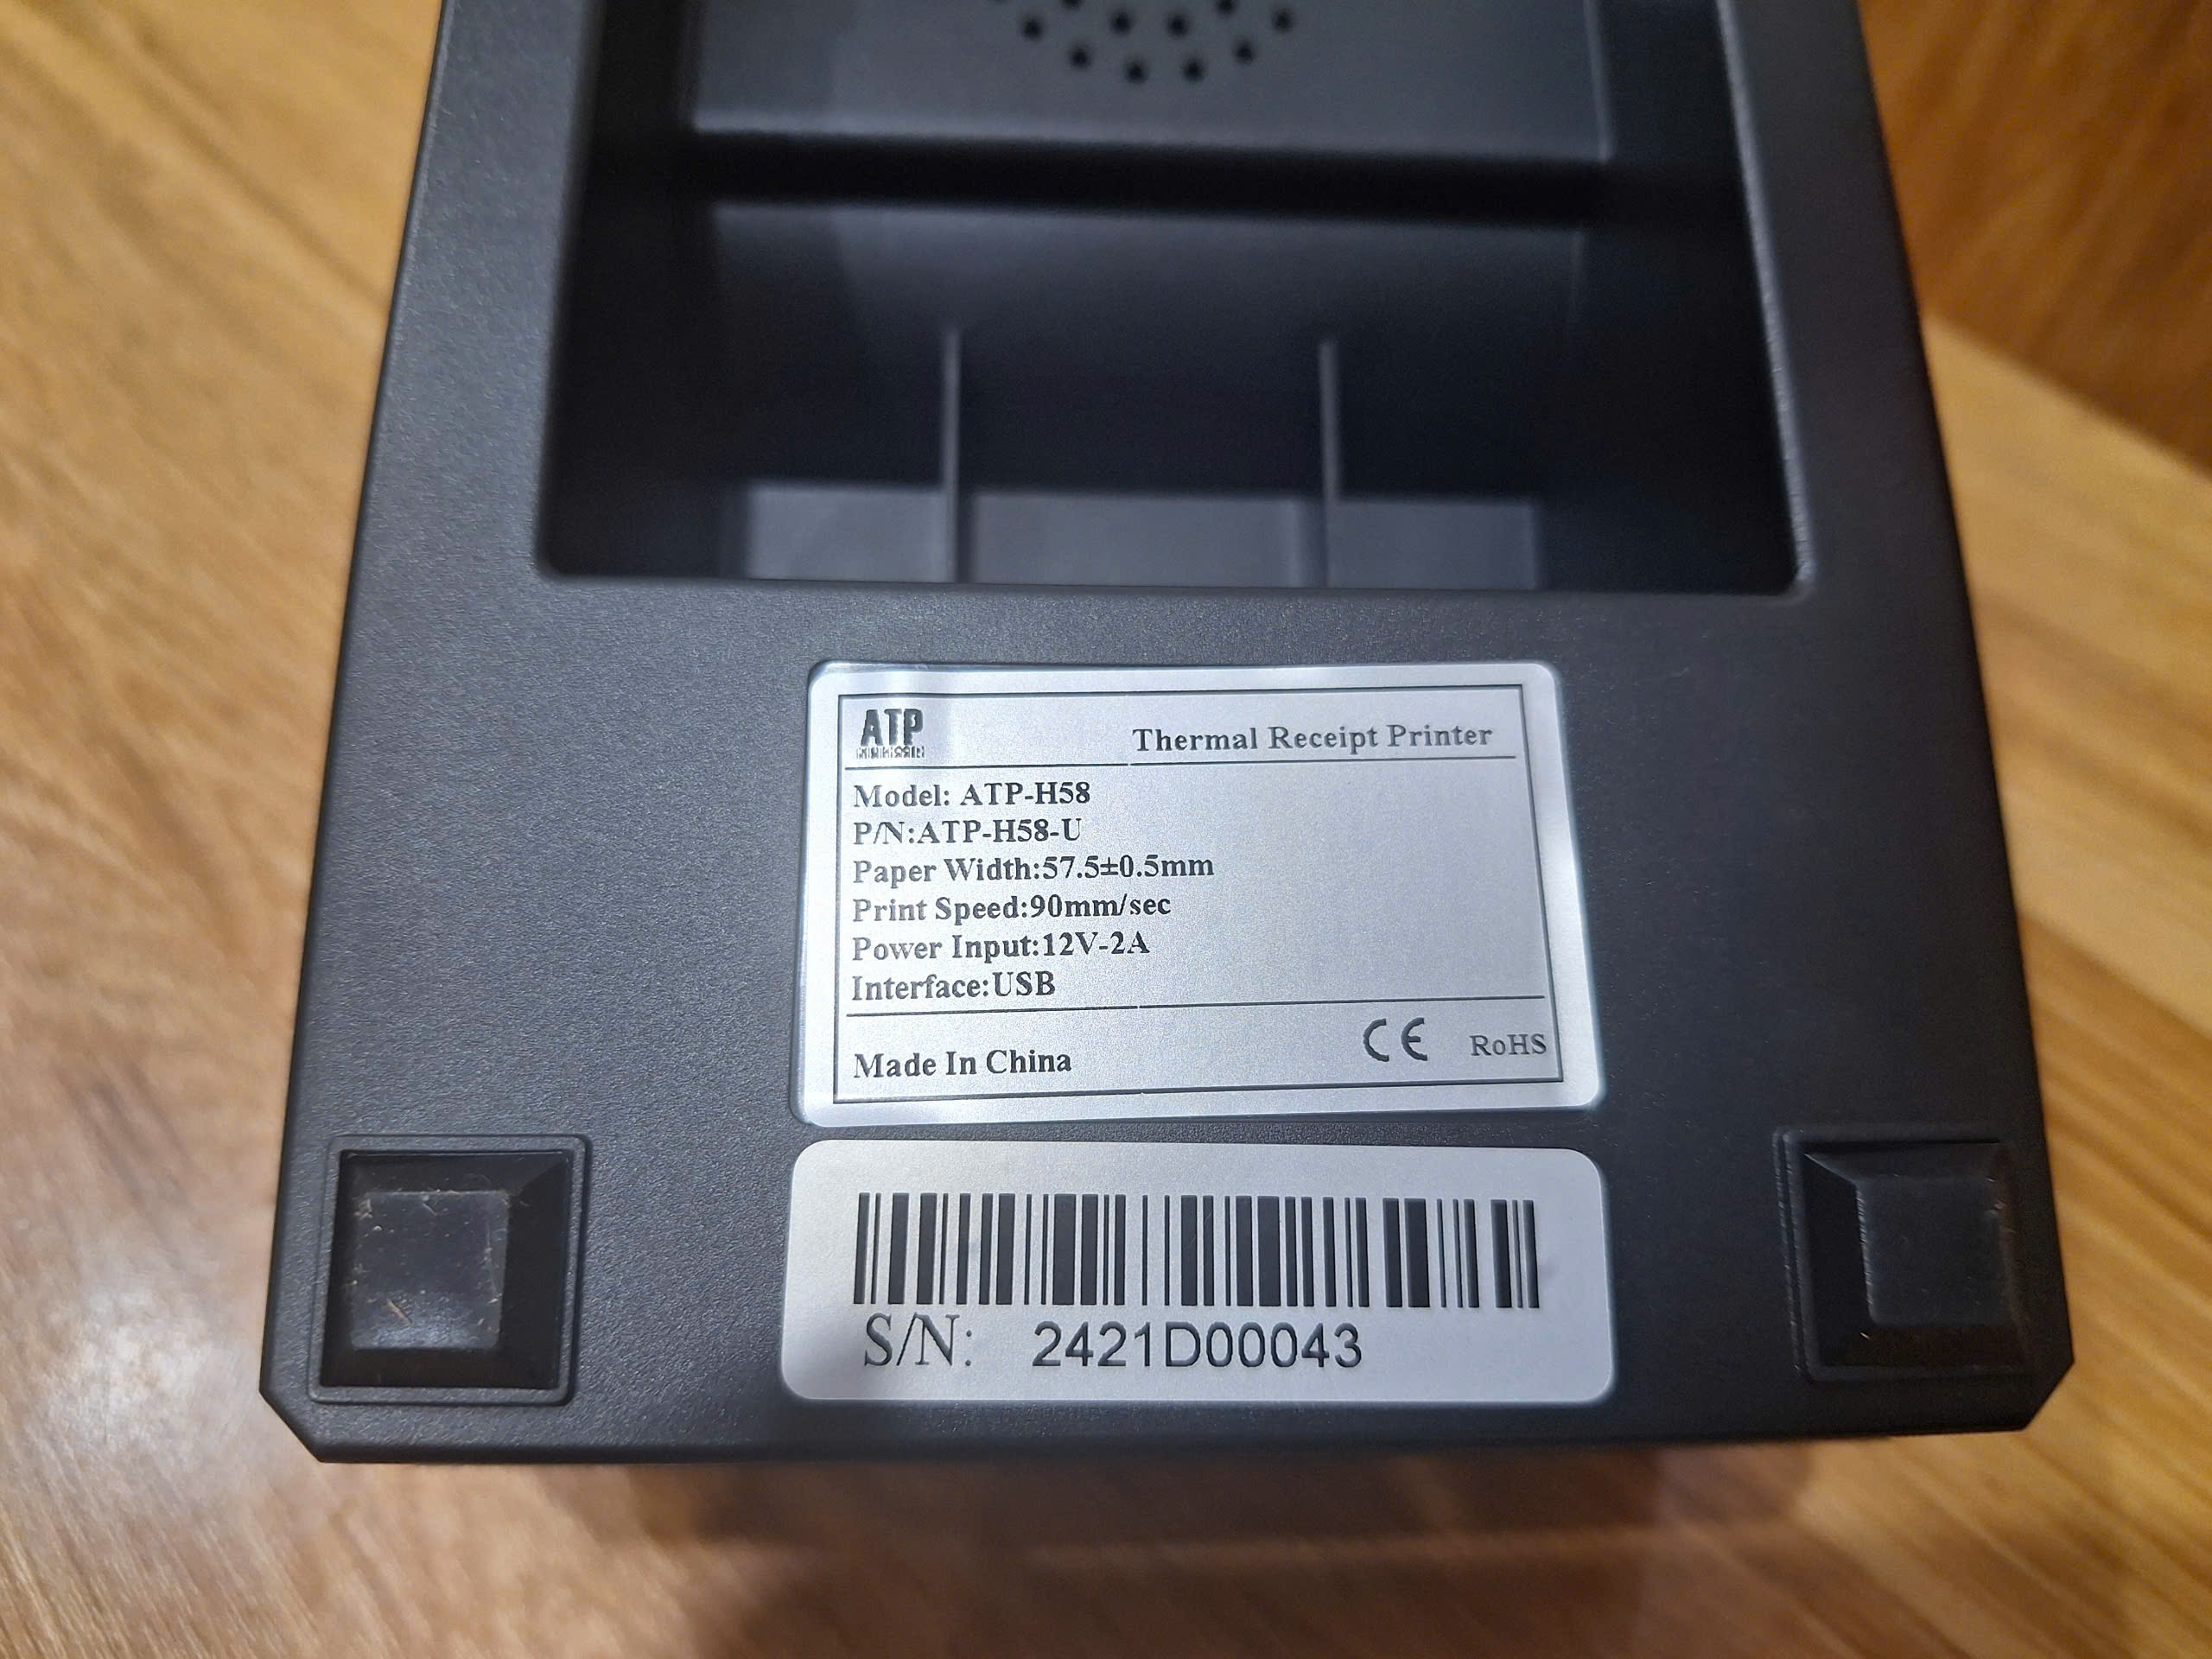 ATP
Thermal Receipt Printer
Model: ATP-H58
P/N:ATP-H58-U
Paper Width:57.5±0.5mm
Print Speed:90mm/sec
Power Input:12V-2A
Interface:USB
Made In China
CE RoHS
S/N: 2421D00043